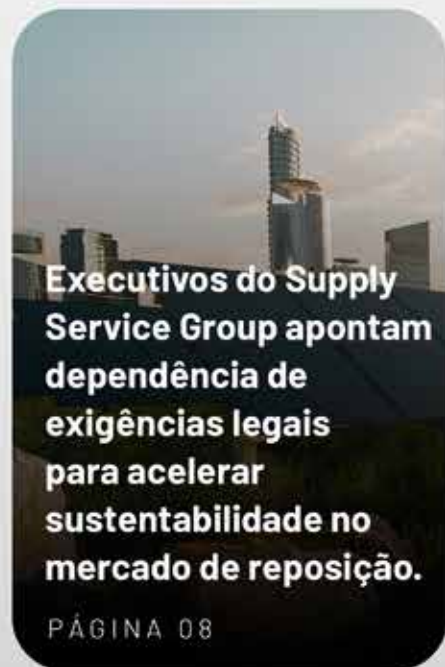 Executivos do Supply
Service Group apontam
dependência de
exigências legais
para acelerar
sustentabilidade no
mercado de reposição.
PÁGINA 08